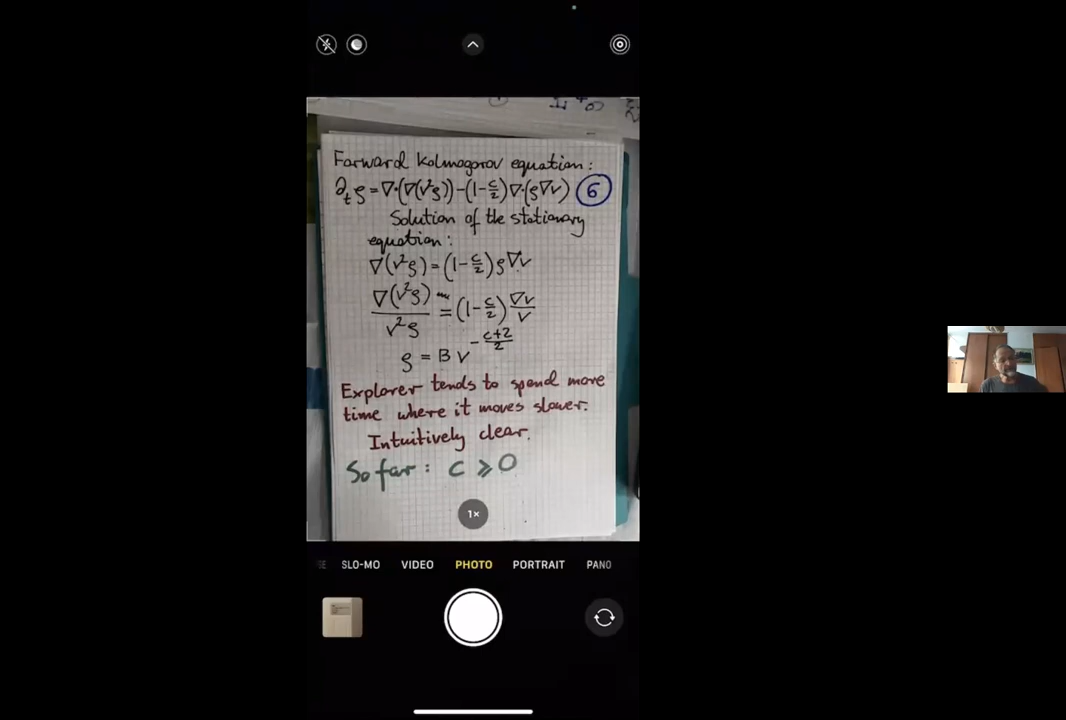 Forward Kolmogorov equation:
∂ₜρ = ∇·(∇(v²ρ)) - (1 - c/2) ∇·(ρ∇v) 6
Solution of the stationary
equation:
∇(v²ρ) = (1 - c/2) ρ∇v
∇(v²ρ)/v²ρ = (1 - c/2) ∇v/v
ρ = B v^(-(c+2)/2)
Explorer tends to spend more
time where it moves slower.
Intuitively clear.
So far: c ⩾ 0
1×
SLO-MO VIDEO PHOTO PORTRAIT PANO